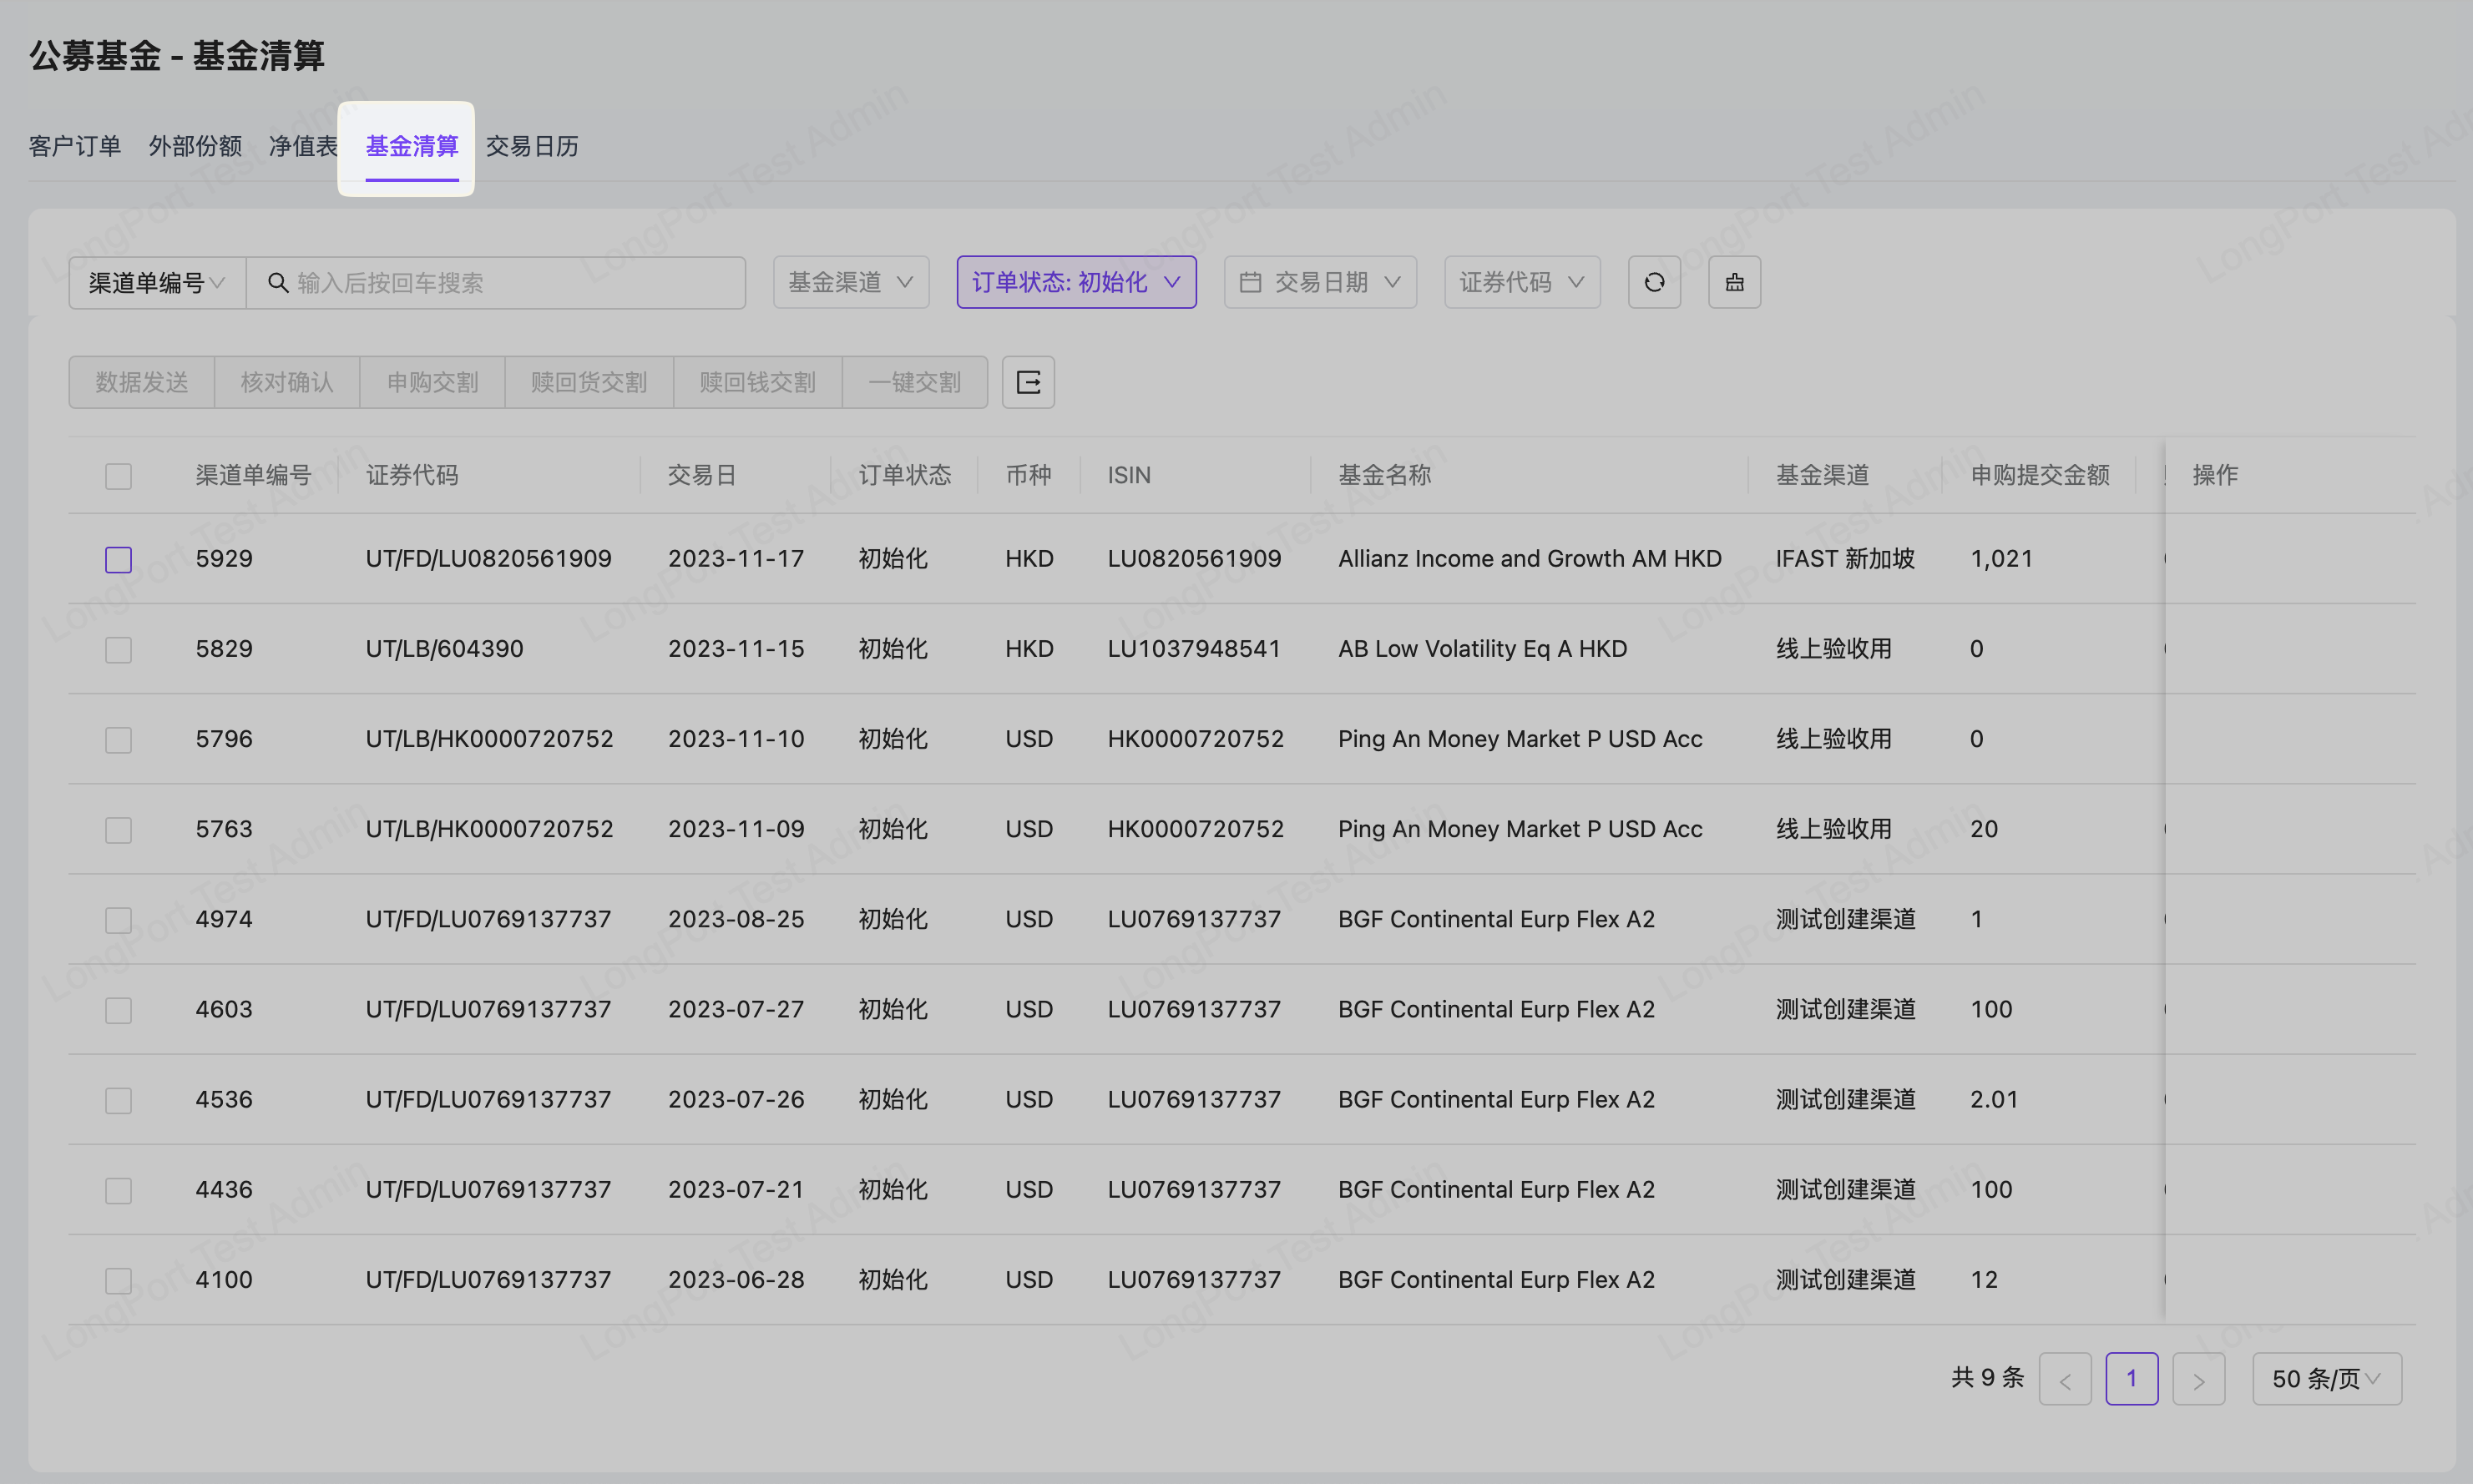 公募基金 - 基金清算
客户订单 外部份额 净值表 基金清算 交易日历
渠道单编号 输入后按回车搜索 基金渠道 订单状态: 初始化 交易日期 证券代码
数据发送 核对确认 申购交割 赎回货交割 赎回钱交割 一键交割
渠道单编号 证券代码 交易日 订单状态 币种 ISIN 基金名称 基金渠道 申购提交金额 操作
5929 UT/FD/LU0820561909 2023-11-17 初始化 HKD LU0820561909 Allianz Income and Growth AM HKD IFAST 新加坡 1,021
5829 UT/LB/604390 2023-11-15 初始化 HKD LU1037948541 AB Low Volatility Eq A HKD 线上验收用 0
5796 UT/LB/HK0000720752 2023-11-10 初始化 USD HK0000720752 Ping An Money Market P USD Acc 线上验收用 0
5763 UT/LB/HK0000720752 2023-11-09 初始化 USD HK0000720752 Ping An Money Market P USD Acc 线上验收用 20
4974 UT/FD/LU0769137737 2023-08-25 初始化 USD LU0769137737 BGF Continental Eurp Flex A2 测试创建渠道 1
4603 UT/FD/LU0769137737 2023-07-27 初始化 USD LU0769137737 BGF Continental Eurp Flex A2 测试创建渠道 100
4536 UT/FD/LU0769137737 2023-07-26 初始化 USD LU0769137737 BGF Continental Eurp Flex A2 测试创建渠道 2.01
4436 UT/FD/LU0769137737 2023-07-21 初始化 USD LU0769137737 BGF Continental Eurp Flex A2 测试创建渠道 100
4100 UT/FD/LU0769137737 2023-06-28 初始化 USD LU0769137737 BGF Continental Eurp Flex A2 测试创建渠道 12
共 9 条 < 1 > 50 条/页
LongPort Test Admin